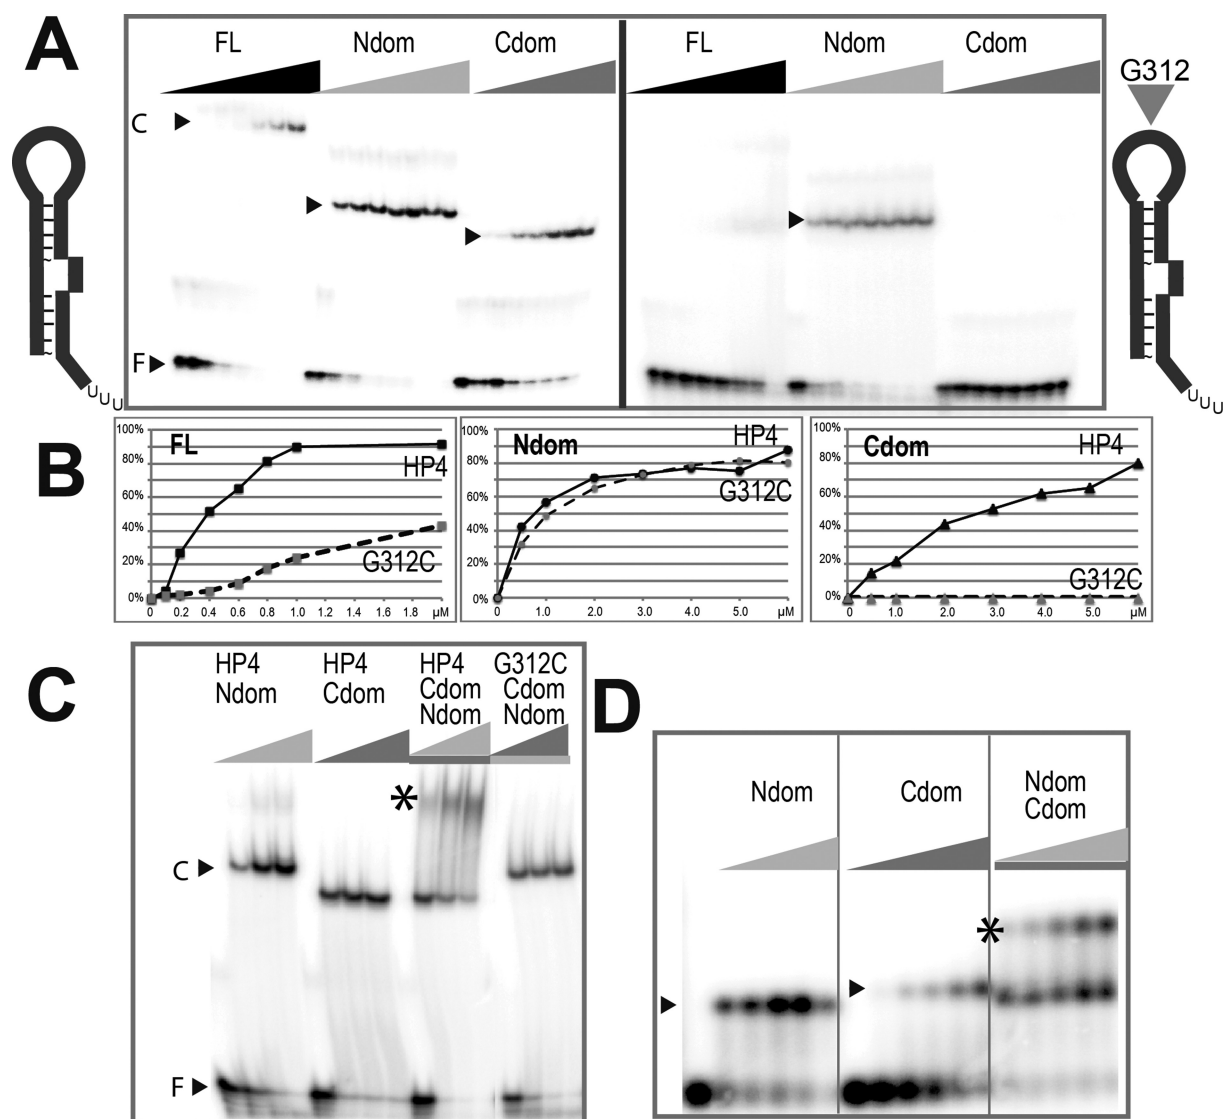 A
FL Ndom Cdom FL Ndom Cdom
G312
C
F
UUU
UUU
B
FL
HP4
G312C
100%
80%
60%
40%
20%
0%
0 0.2 0.4 0.6 0.8 1.0 1.2 1.4 1.6 1.8 µM
Ndom
HP4
G312C
100%
80%
60%
40%
20%
0%
0 1.0 2.0 3.0 4.0 5.0 µM
Cdom
HP4
G312C
100%
80%
60%
40%
20%
0%
0 1.0 2.0 3.0 4.0 5.0 µM
C
HP4 HP4 HP4 G312C
Ndom Cdom Cdom Cdom
Ndom Ndom
*
C
F
D
Ndom Cdom Ndom
Cdom
*